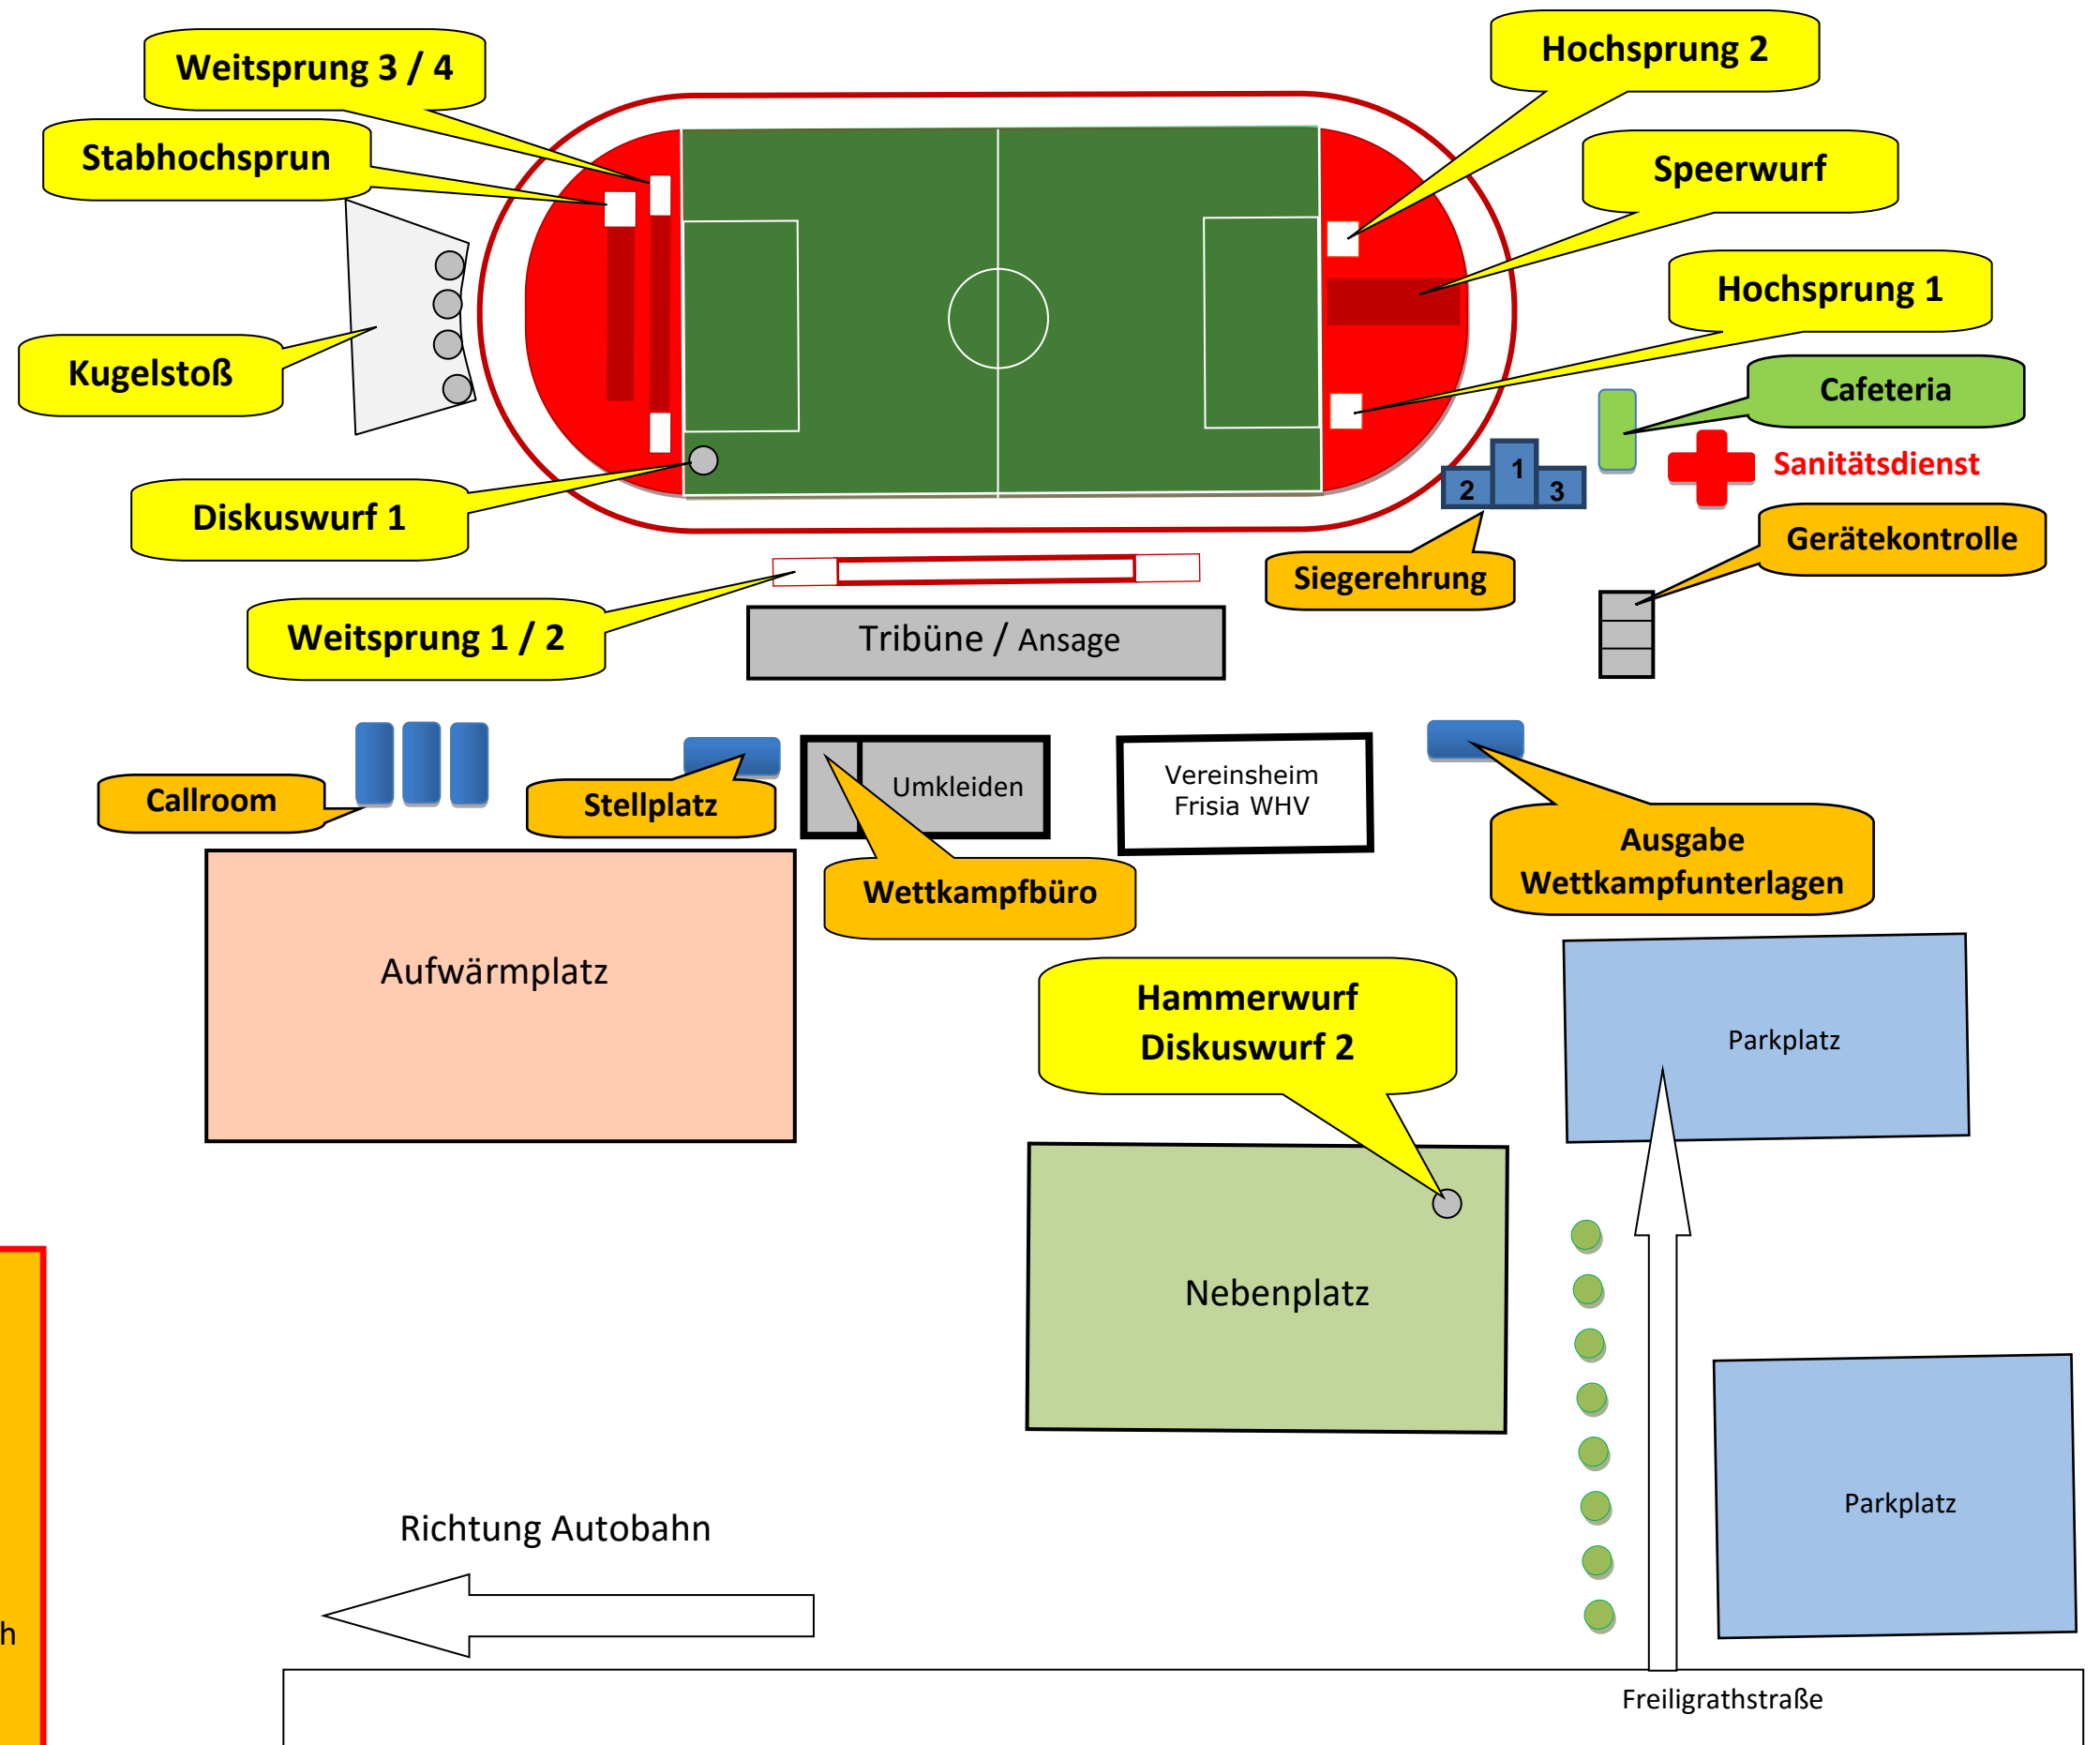 Weitsprung 3 / 4
Hochsprung 2
Stabhochsprun
Speerwurf
Hochsprung 1
Kugelstoß
Cafeteria
Sanitätsdienst
1
2
3
Diskuswurf 1
Gerätekontrolle
Siegerehrung
Weitsprung 1 / 2
Tribüne / Ansage
Callroom
Stellplatz
Umkleiden
Vereinsheim
Frisia WHV
Ausgabe
Wettkampfunterlagen
Wettkampfbüro
Aufwärmplatz
Hammerwurf
Diskuswurf 2
Parkplatz
Nebenplatz
Parkplatz
Richtung Autobahn
h
Freiligrathstraße